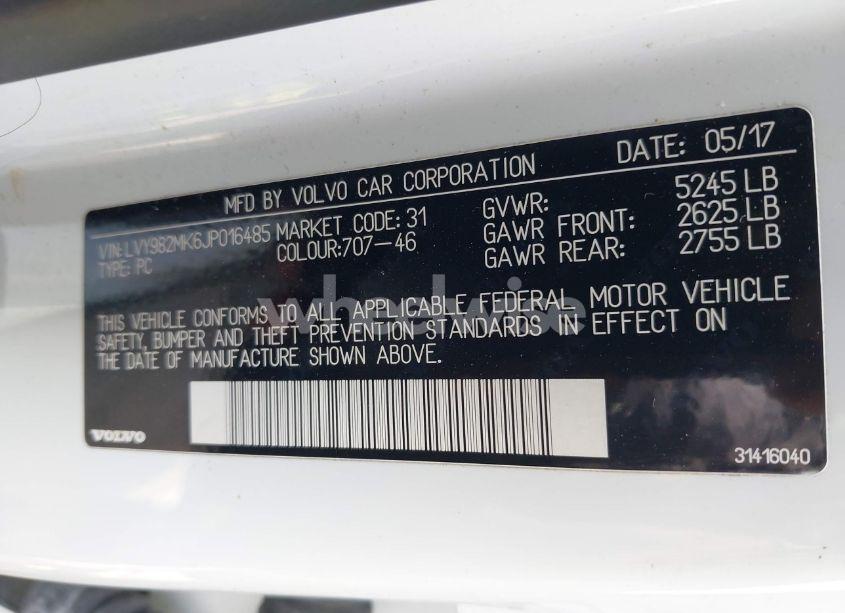 MFD BY VOLVO CAR CORPORATION DATE: 05/17
VIN: LVY982MK6JP016485 MARKET CODE: 31 GVWR: 5245 LB
TYPE: PC COLOUR:707-46 GAWR FRONT: 2625 LB
GAWR REAR: 2755 LB
THIS VEHICLE CONFORMS TO ALL APPLICABLE FEDERAL MOTOR VEHICLE
SAFETY, BUMPER AND THEFT PREVENTION STANDARDS IN EFFECT ON
THE DATE OF MANUFACTURE SHOWN ABOVE.
wheelwise
VOLVO
31416040